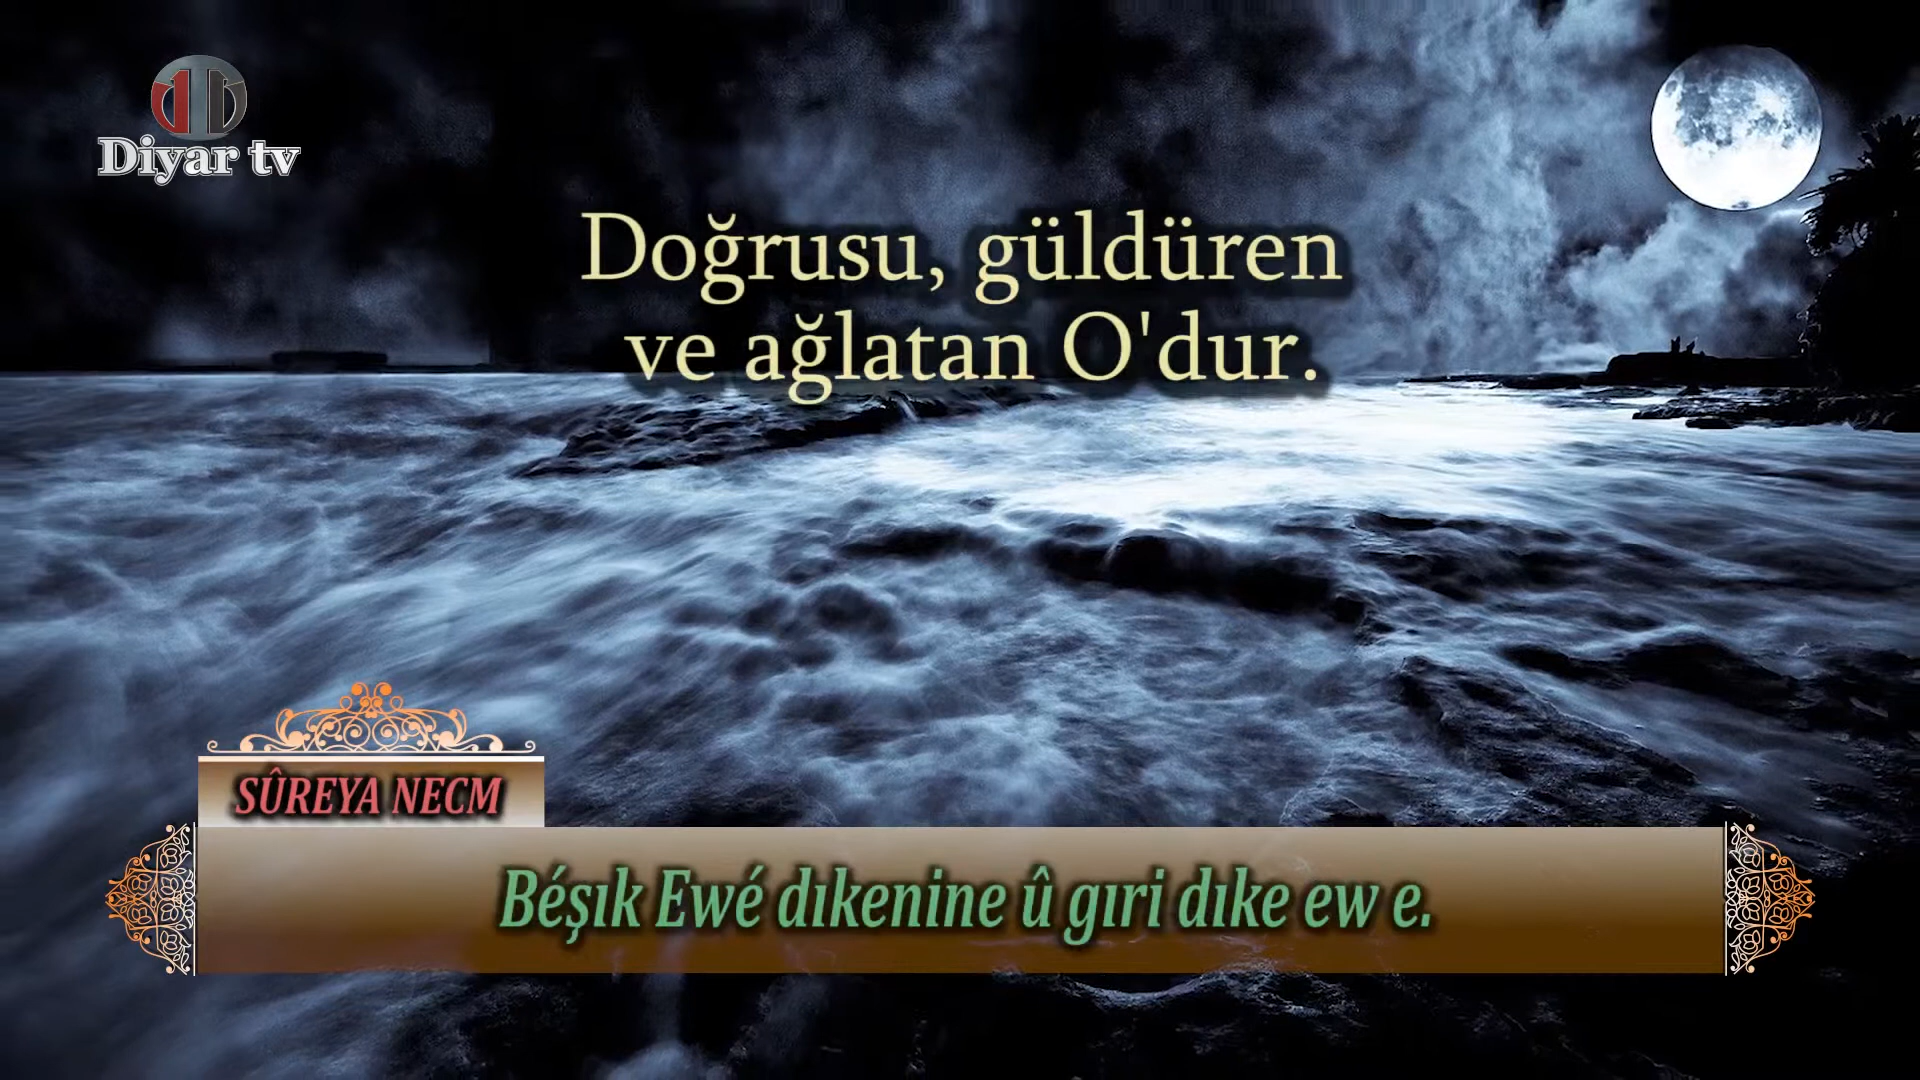 Diyar tv
Doğrusu, güldüren
ve ağlatan O'dur.
SÛREYA NECM
Béşık Ewé dıkenine û gıri dıke ew e.